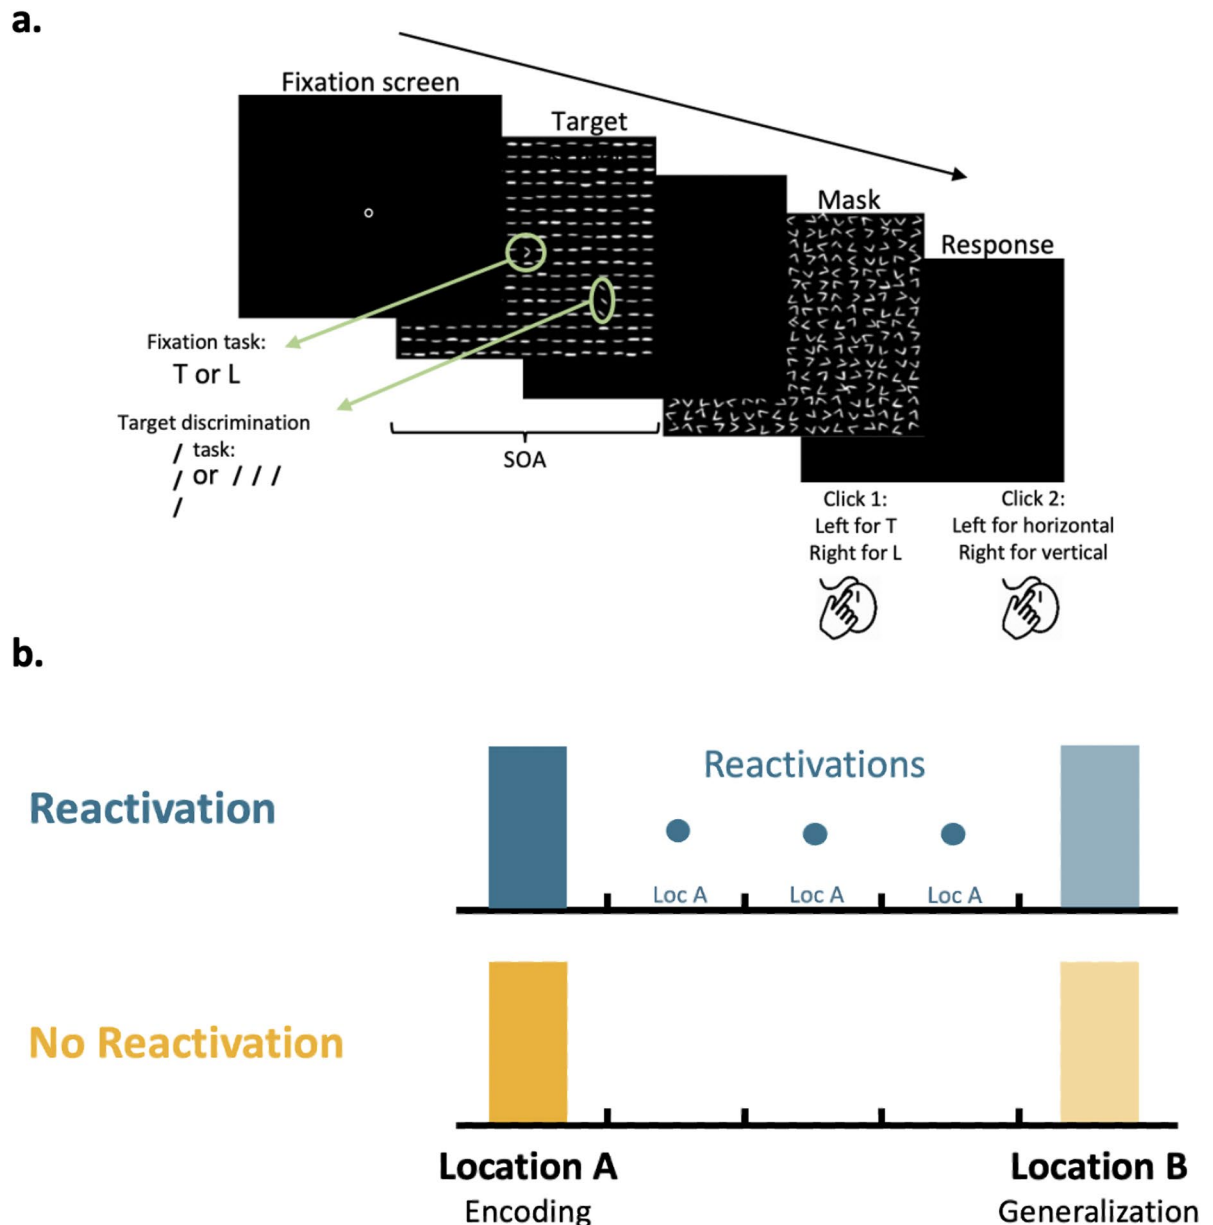 a.
Fixation screen
Target
Mask
Response
Fixation task:
T or L
Target discrimination
/ task:
/ or / / /
/
SOA
Click 1:
Left for T
Right for L
Click 2:
Left for horizontal
Right for vertical
b.
Reactivation
Reactivations
Loc A
Loc A
Loc A
No Reactivation
Location A
Encoding
Location B
Generalization